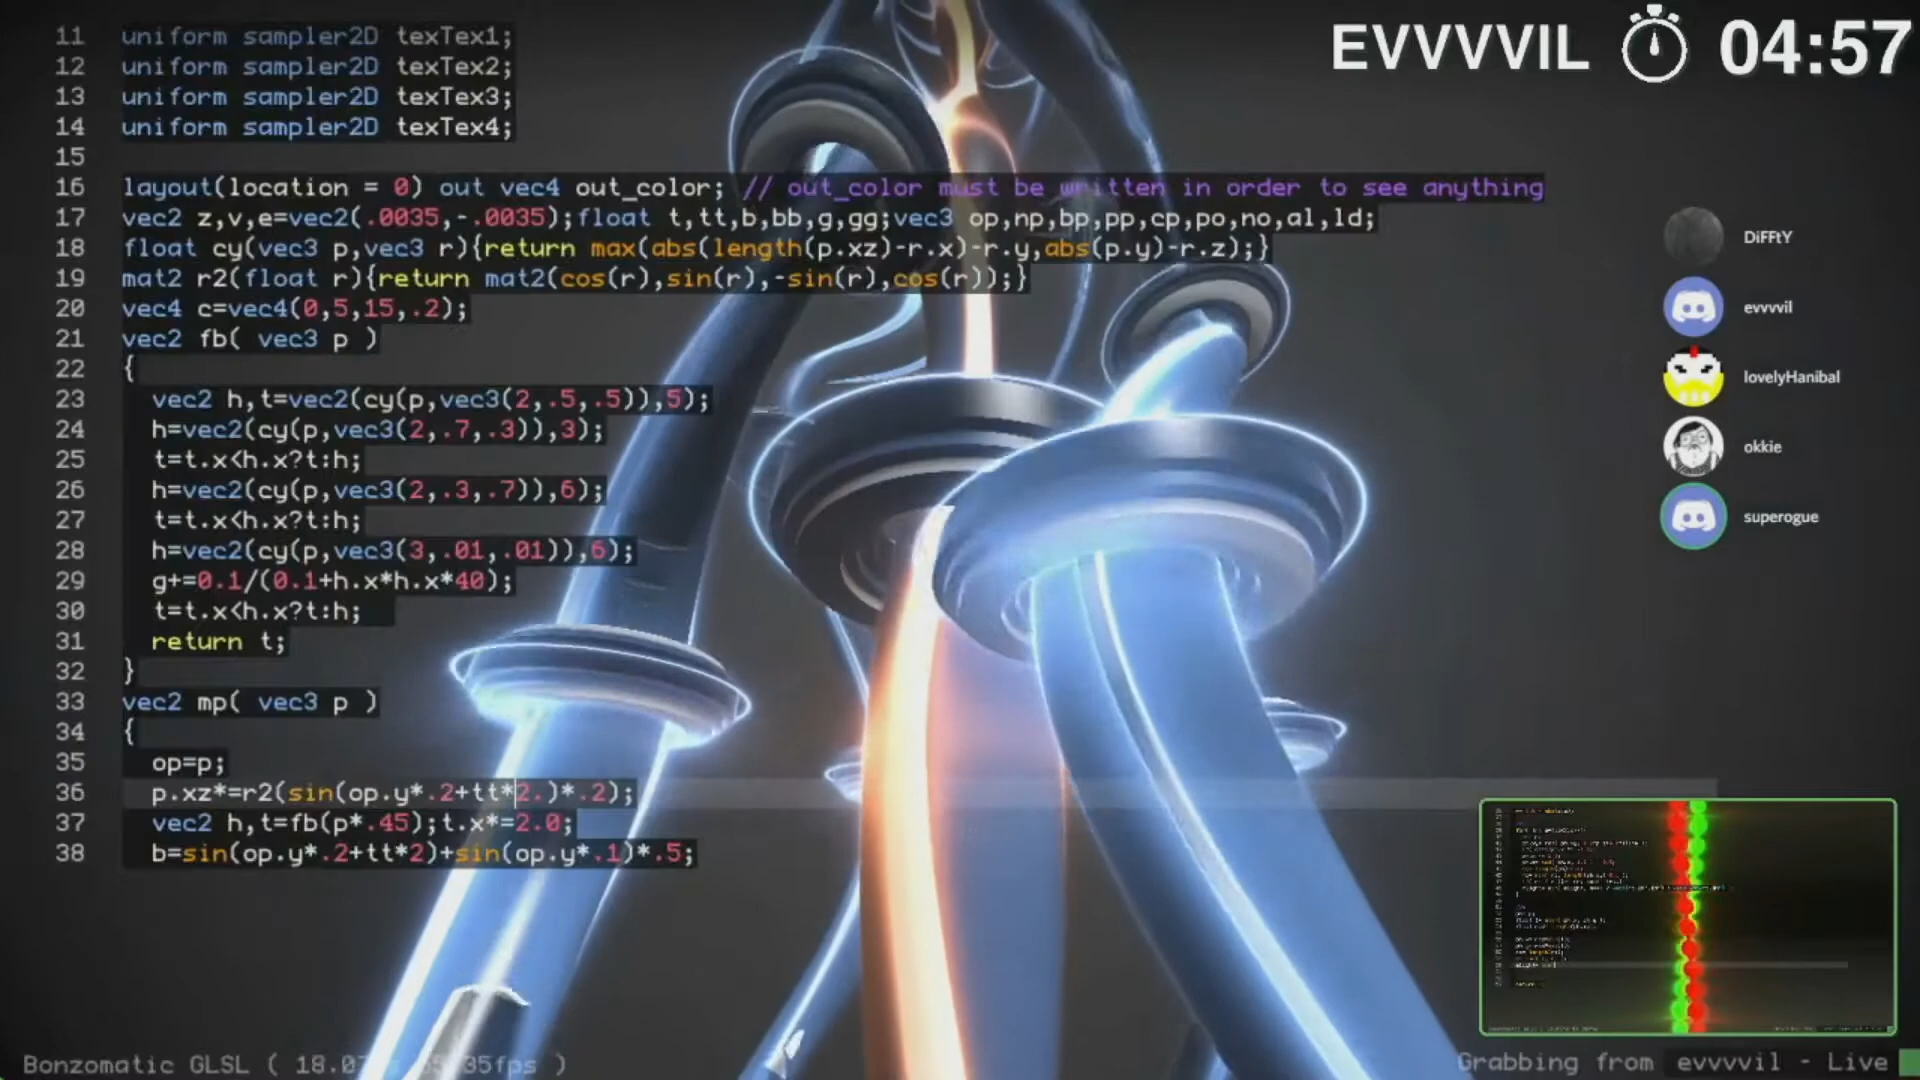 EVVVVIL 04:57
11 uniform sampler2D texTex1;
12 uniform sampler2D texTex2;
13 uniform sampler2D texTex3;
14 uniform sampler2D texTex4;
15
16 layout(location = 0) out vec4 out_color; // out_color must be written in order to see anything
17 vec2 z,v,e=vec2(.0035,-.0035);float t,tt,b,bb,g,gg;vec3 op,np,bp,pp,cp,po,no,al,ld;
18 float cy(vec3 p,vec3 r){return max(abs(length(p.xz)-r.x)-r.y,abs(p.y)-r.z);}
19 mat2 r2(float r){return mat2(cos(r),sin(r),-sin(r),cos(r));}
20 vec4 c=vec4(0,5,15,.2);
21 vec2 fb( vec3 p )
22 {
23 vec2 h,t=vec2(cy(p,vec3(2,.5,.5)),5);
24 h=vec2(cy(p,vec3(2,.7,.3)),3);
25 t=t.x<h.x?t:h;
26 h=vec2(cy(p,vec3(2,.3,.7)),6);
27 t=t.x<h.x?t:h;
28 h=vec2(cy(p,vec3(3,.01,.01)),6);
29 g+=0.1/(0.1+h.x*h.x*40);
30 t=t.x<h.x?t:h;
31 return t;
32 }
33 vec2 mp( vec3 p )
34 {
35 op=p;
36 p.xz*=r2(sin(op.y*.2+tt*2.)*.2);
37 vec2 h,t=fb(p*.45);t.x*=2.0;
38 b=sin(op.y*.2+tt*2)+sin(op.y*.1)*.5;
DiFFtY
evvvvil
lovelyHanibal
okkie
superogue
Bonzomatic GLSL (
Grabbing from evvvvil - Live